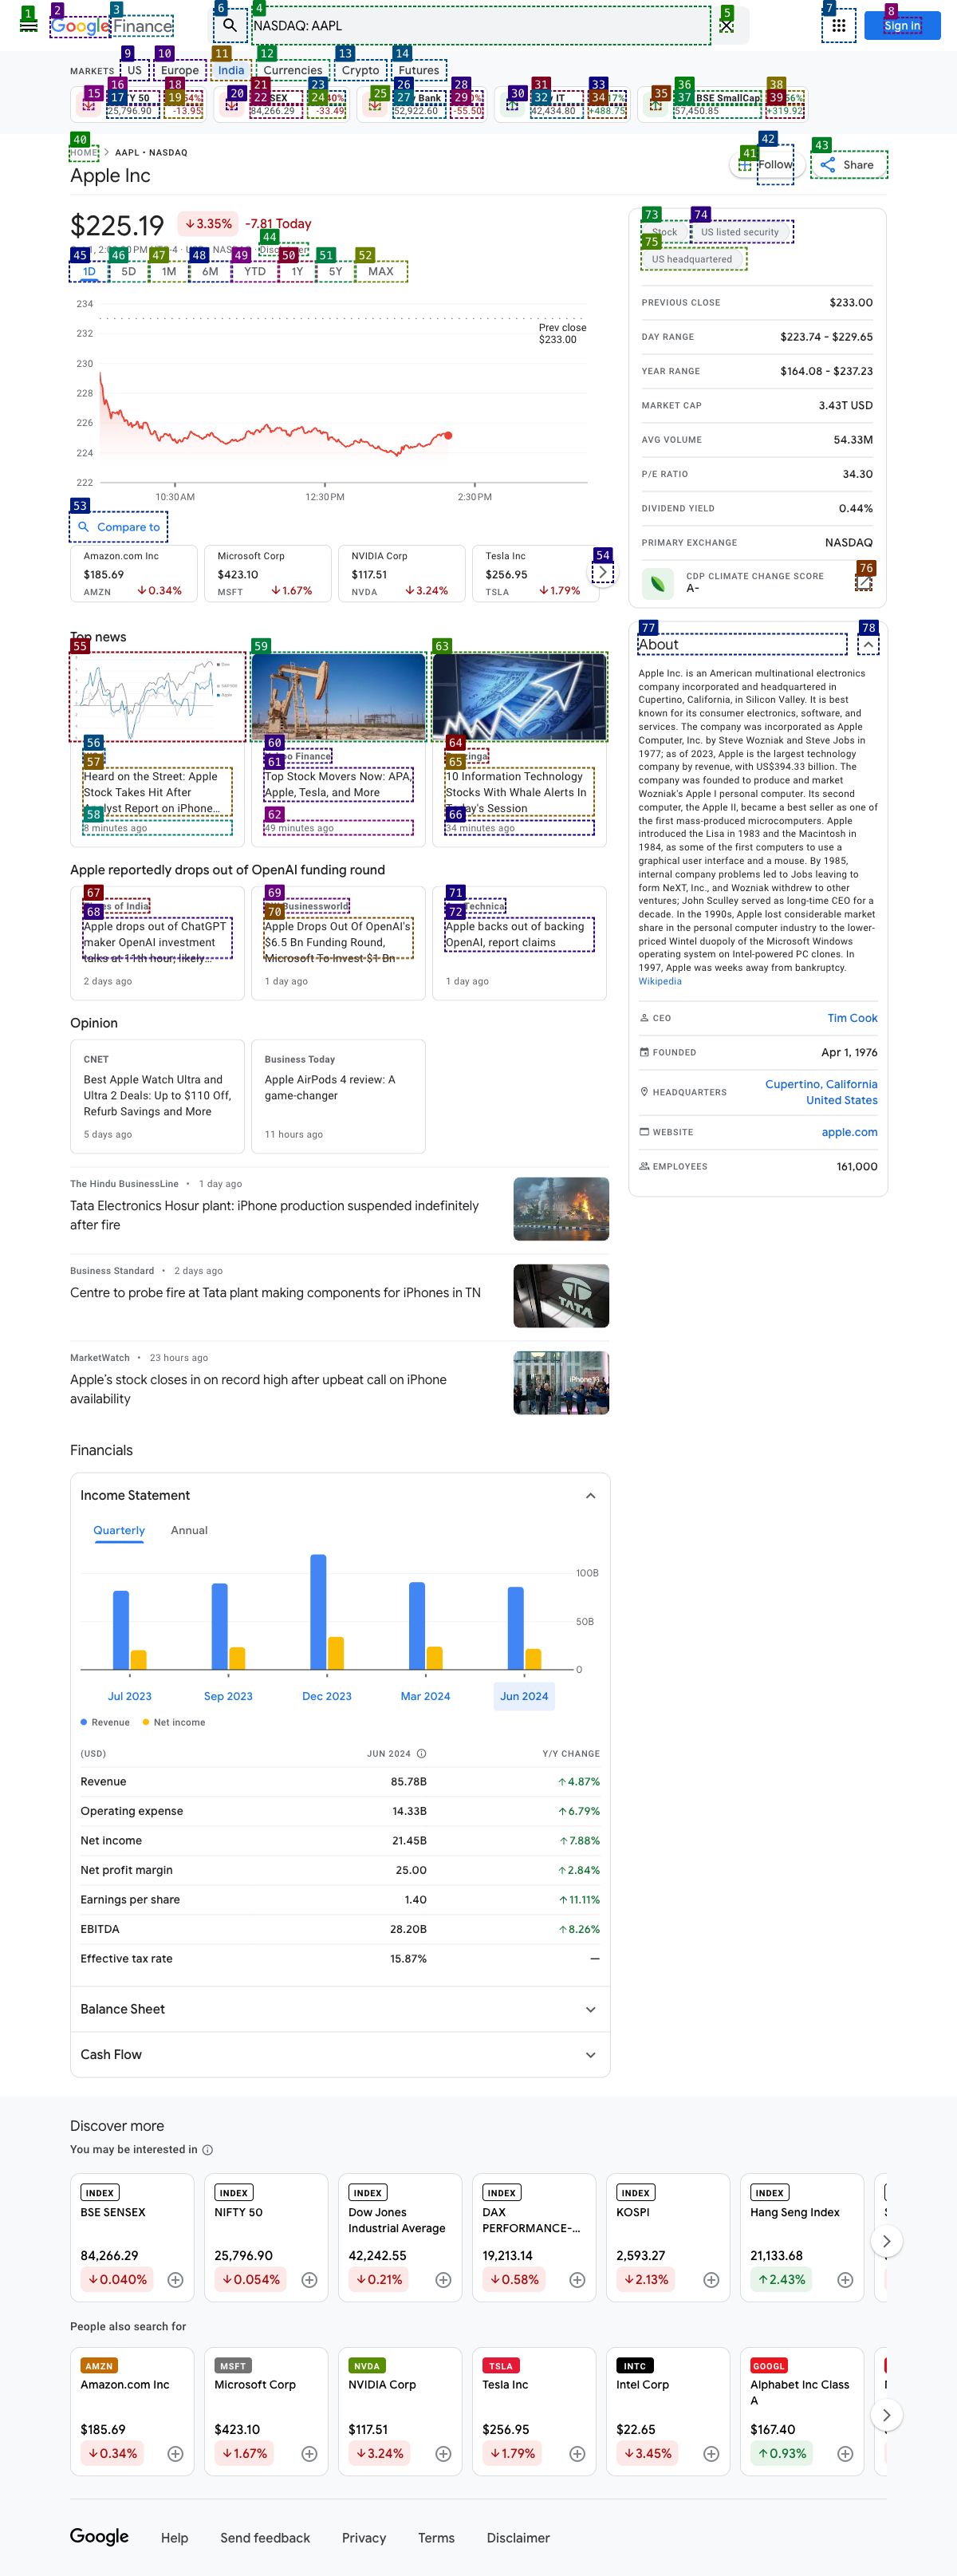 1
2
3
4
5
6
7
8
Google Finance
NASDAQ: AAPL
Sign in
9
10
11
12
13
14
MARKETS
US
Europe
India
Currencies
Crypto
Futures
15
16
17
18
19
20
21
22
23
24
25
26
27
28
29
30
31
32
33
34
35
36
37
38
39
25,796.90
-13.95
84,266.29
-33.49
Bank
52,922.60
-55.50
IT
42,434.80
+488.75
BSE SmallCap
57,450.85
+319.92
40
HOME
AAPL • NASDAQ
41
42
Follow
43
Share
Apple Inc
$225.19
3.35%
-7.81 Today
44
45
46
47
48
49
50
51
52
1D
5D
1M
6M
YTD
1Y
5Y
MAX
234
232
230
228
226
224
222
Prev close
$233.00
10:30 AM
12:30 PM
2:30 PM
53
Compare to
54
Amazon.com Inc
$185.69
AMZN
0.34%
Microsoft Corp
$423.10
MSFT
1.67%
NVIDIA Corp
$117.51
NVDA
3.24%
Tesla Inc
$256.95
TSLA
1.79%
73
74
Stock
US listed security
75
US headquartered
PREVIOUS CLOSE
$233.00
DAY RANGE
$223.74 - $229.65
YEAR RANGE
$164.08 - $237.23
MARKET CAP
3.43T USD
AVG VOLUME
54.33M
P/E RATIO
34.30
DIVIDEND YIELD
0.44%
PRIMARY EXCHANGE
NASDAQ
76
CDP CLIMATE CHANGE SCORE
A-
77
78
About
Apple Inc. is an American multinational electronics
company incorporated and headquartered in
Cupertino, California, in Silicon Valley. It is best
known for its consumer electronics, software, and
services. The company was incorporated as Apple
Computer, Inc. by Steve Wozniak and Steve Jobs in
1977; as of 2023, Apple is the largest technology
company by revenue, with US$394.33 billion. The
company was founded to produce and market
Wozniak's Apple I personal computer. Its second
computer, the Apple II, became a best seller as one of
the first mass-produced microcomputers. Apple
introduced the Lisa in 1983 and the Macintosh in
1984, as some of the first computers to use a
graphical user interface and a mouse. By 1985,
internal company problems led to Jobs leaving to
form NeXT, Inc., and Wozniak withdrew to other
ventures; John Sculley served as long-time CEO for a
decade. In the 1990s, Apple lost considerable market
share in the personal computer industry to the lower-
priced Wintel duopoly of the Microsoft Windows
operating system on Intel-powered PC clones. In
1997, Apple was weeks away from bankruptcy.
Wikipedia
CEO
Tim Cook
FOUNDED
Apr 1, 1976
HEADQUARTERS
Cupertino, California
United States
WEBSITE
apple.com
EMPLOYEES
161,000
Top news
55
59
63
56
57
Heard on the Street: Apple
Stock Takes Hit After
Analyst Report on iPhone...
58
8 minutes ago
60
Yahoo Finance
61
Top Stock Movers Now: APA,
Apple, Tesla, and More
62
49 minutes ago
64
Benzinga
65
10 Information Technology
Stocks With Whale Alerts In
Today's Session
66
34 minutes ago
Apple reportedly drops out of OpenAI funding round
67
Times of India
68
Apple drops out of ChatGPT
maker OpenAI investment
talks at 11th hour; likely...
2 days ago
69
Businessworld
70
Apple Drops Out Of OpenAI's
$6.5 Bn Funding Round,
Microsoft To Invest $1 Bn
1 day ago
71
Technica
72
Apple backs out of backing
OpenAI, report claims
1 day ago
Opinion
CNET
Best Apple Watch Ultra and
Ultra 2 Deals: Up to $110 Off,
Refurb Savings and More
5 days ago
Business Today
Apple AirPods 4 review: A
game-changer
11 hours ago
The Hindu BusinessLine • 1 day ago
Tata Electronics Hosur plant: iPhone production suspended indefinitely
after fire
Business Standard • 2 days ago
Centre to probe fire at Tata plant making components for iPhones in TN
TATA
MarketWatch • 23 hours ago
Apple's stock closes in on record high after upbeat call on iPhone
availability
Financials
Income Statement
Quarterly
Annual
100B
50B
0
Jul 2023
Sep 2023
Dec 2023
Mar 2024
Jun 2024
Revenue
Net income
(USD)
JUN 2024
Y/Y CHANGE
Revenue
85.78B
4.87%
Operating expense
14.33B
6.79%
Net income
21.45B
7.88%
Net profit margin
25.00
2.84%
Earnings per share
1.40
11.11%
EBITDA
28.20B
8.26%
Effective tax rate
15.87%
—
Balance Sheet
Cash Flow
Discover more
You may be interested in
INDEX
BSE SENSEX
84,266.29
0.040%
INDEX
NIFTY 50
25,796.90
0.054%
INDEX
Dow Jones
Industrial Average
42,242.55
0.21%
INDEX
DAX
PERFORMANCE-...
19,213.14
0.58%
INDEX
KOSPI
2,593.27
2.13%
INDEX
Hang Seng Index
21,133.68
2.43%
People also search for
AMZN
Amazon.com Inc
$185.69
0.34%
MSFT
Microsoft Corp
$423.10
1.67%
NVDA
NVIDIA Corp
$117.51
3.24%
TSLA
Tesla Inc
$256.95
1.79%
INTC
Intel Corp
$22.65
3.45%
GOOGL
Alphabet Inc Class
A
$167.40
0.93%
Google
Help
Send feedback
Privacy
Terms
Disclaimer